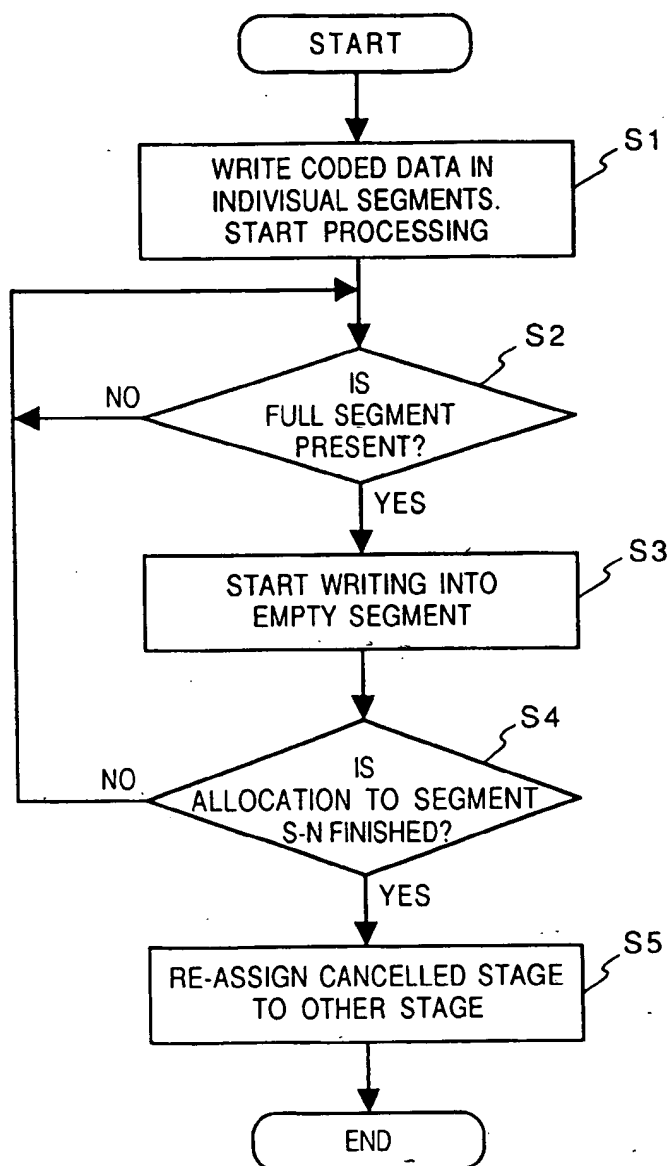 START
S1
WRITE CODED DATA IN
INDIVISUAL SEGMENTS.
START PROCESSING
S2
IS
FULL SEGMENT
PRESENT?
NO
YES
S3
START WRITING INTO
EMPTY SEGMENT
S4
IS
ALLOCATION TO SEGMENT
S-N FINISHED?
NO
YES
S5
RE-ASSIGN CANCELLED STAGE
TO OTHER STAGE
END